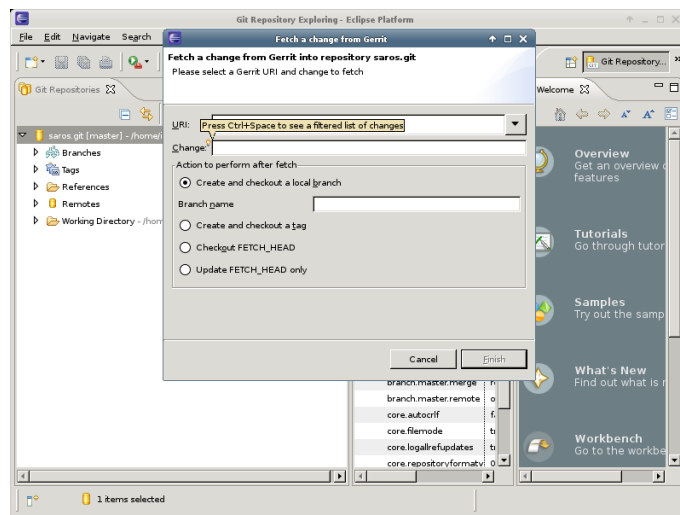 Git Repository Exploring - Eclipse Platform
File Edit Navigate Search
Git Repository... »
Git Repositories
saros.git [master] - /home/i
Branches
Tags
References
Remotes
Working Directory - /hom
Fetch a change from Gerrit
Fetch a change from Gerrit into repository saros.git
Please select a Gerrit URI and change to fetch
URI:
Press Ctrl+Space to see a filtered list of changes
Change:
Action to perform after fetch
Create and checkout a local branch
Branch name
Create and checkout a tag
Checkout FETCH_HEAD
Update FETCH_HEAD only
Cancel Finish
branch.master.merge
branch.master.remote o
core.autocrlf f
core.filemode t
core.logallrefupdates t
core.repositoryformatv 0
Welcome
Overview
Get an overview o
features
Tutorials
Go through tutor
Samples
Try out the samp
What's New
Find out what is
Workbench
Go to the workbe
1 items selected